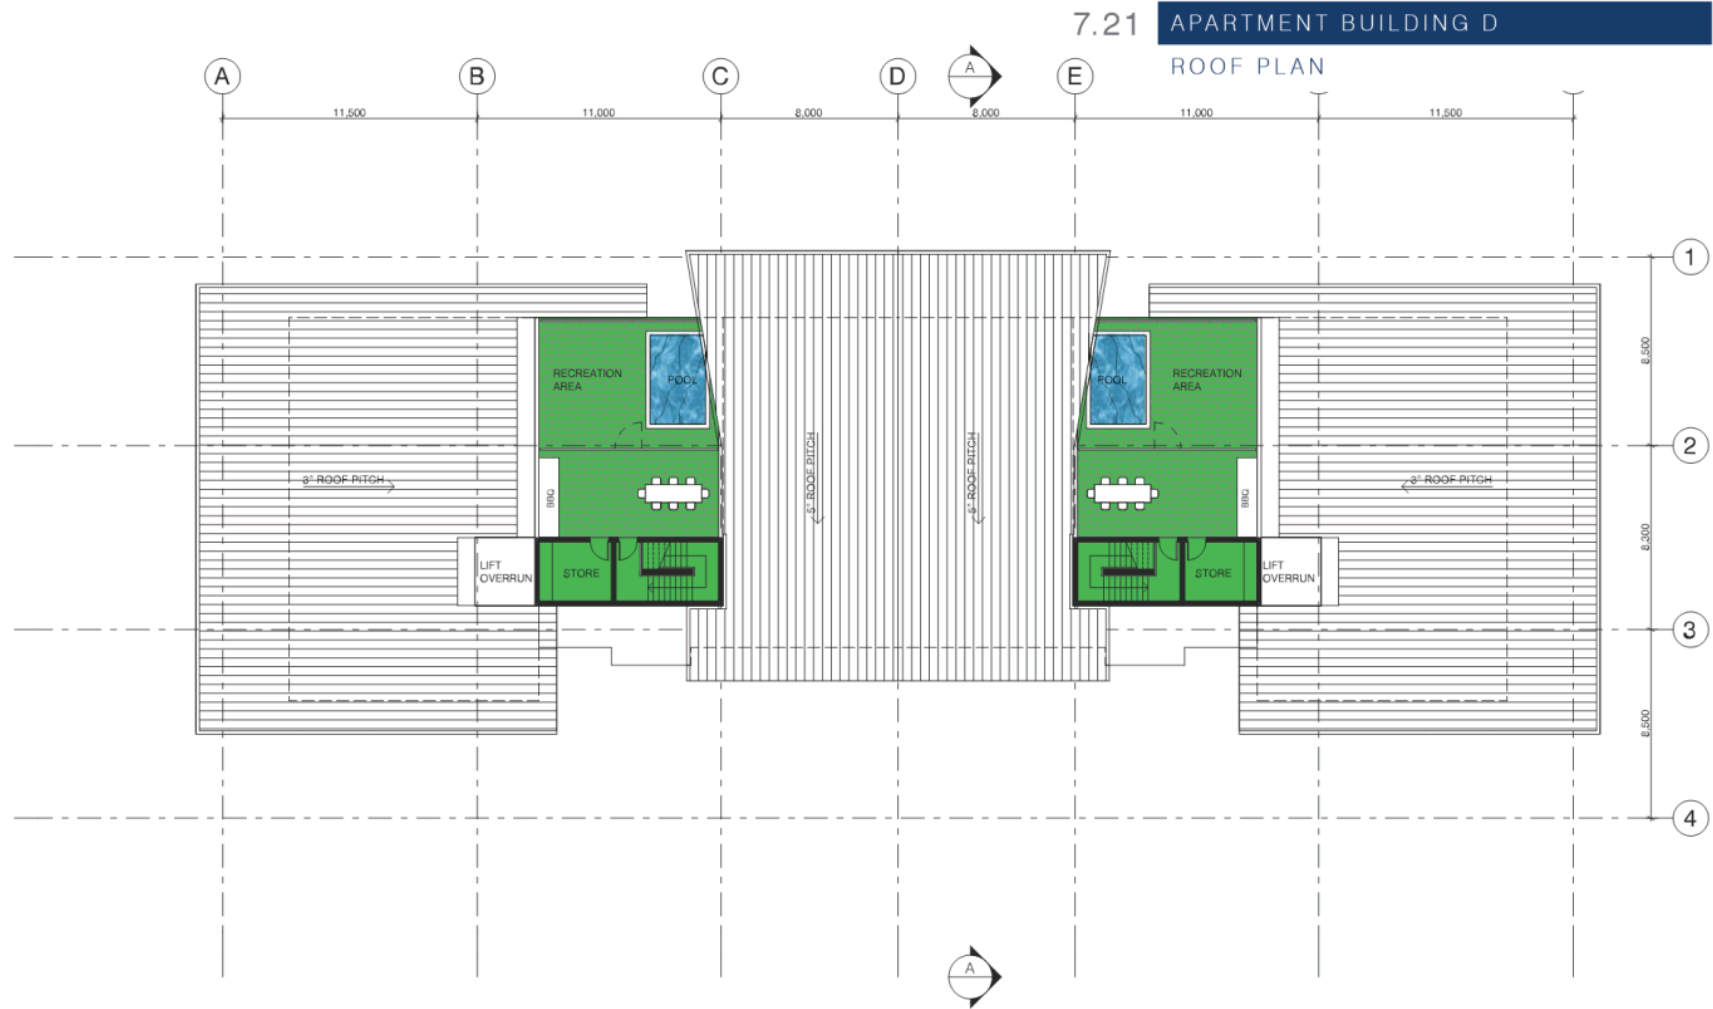 7.21 APARTMENT BUILDING D
ROOF PLAN
A B C D A E
11,500 11,000 8,000 8,000 11,000 11,500
1
8,500
RECREATION
AREA
POOL
POOL
RECREATION
AREA
2
5° ROOF PITCH
5° ROOF PITCH
3° ROOF PITCH
3° ROOF PITCH
BBQ
BBQ
8,300
LIFT
OVERRUN
STORE
STORE
LIFT
OVERRUN
3
8,500
4
A